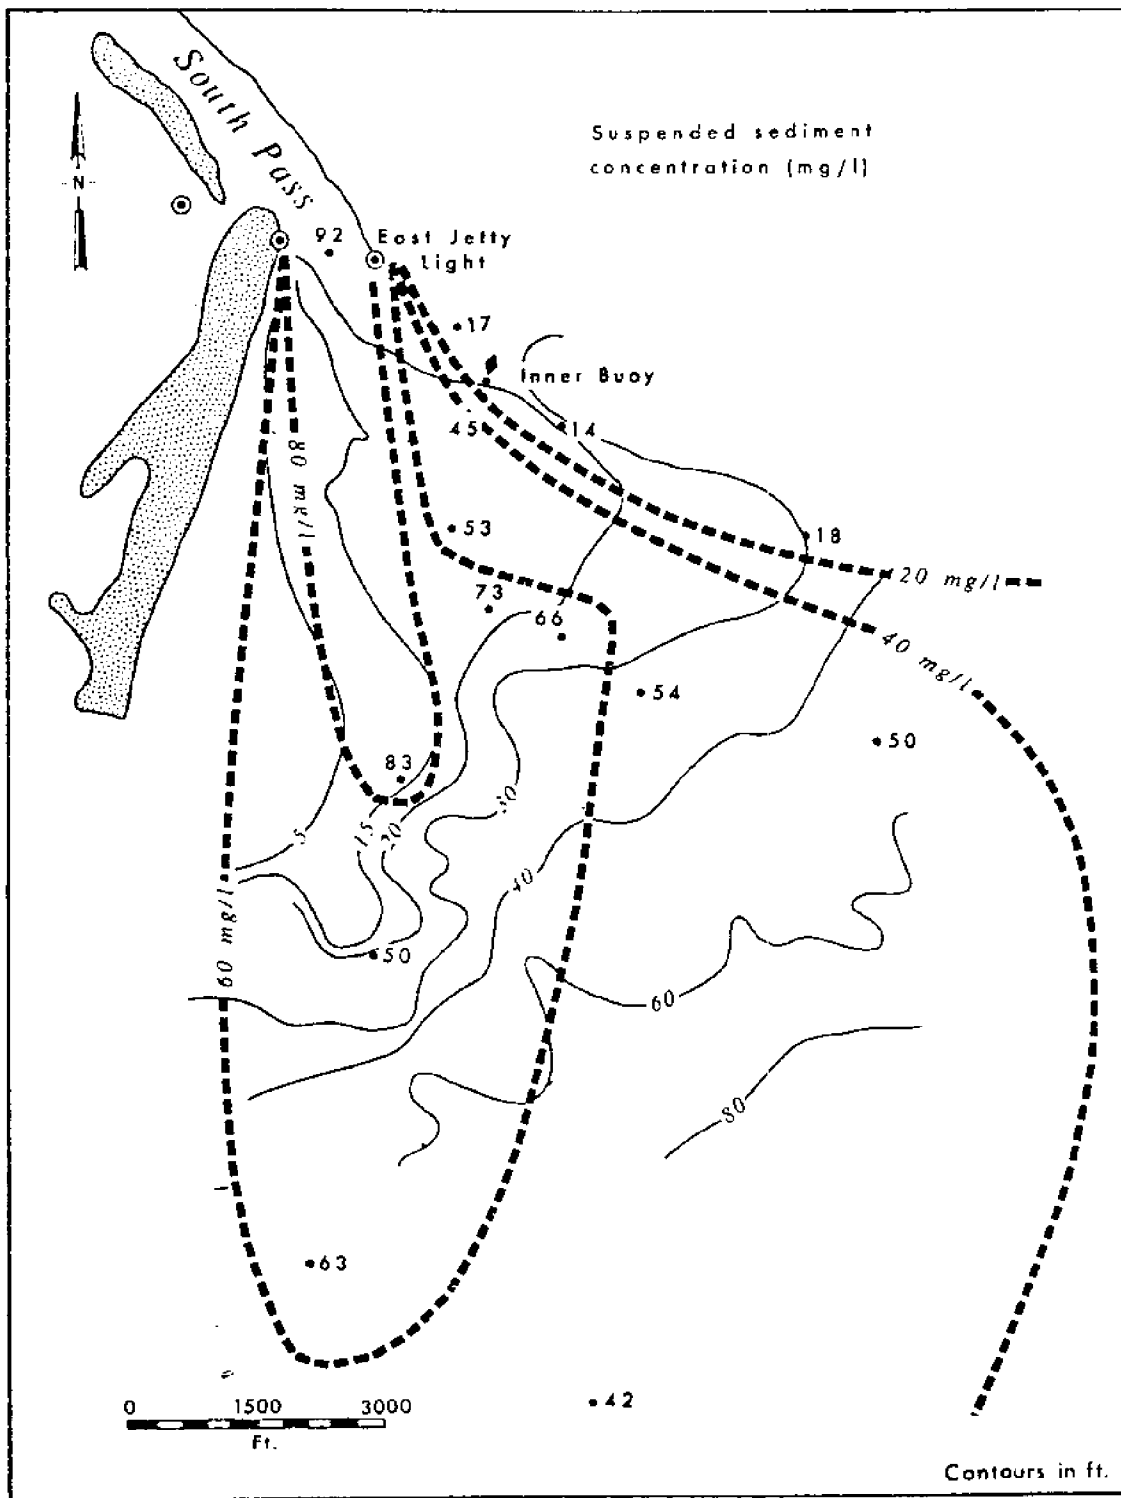 South Pass
Suspended sediment
concentration (mg/l)
N
92
East Jetty
Light
17
Inner Buoy
45
14
80 mg/l
53
18
20 mg/l
73
66
40 mg/l
54
50
83
30
5
15
20
40
60 mg/l
50
60
80
63
0 1500 3000
Ft.
42
Contours in ft.